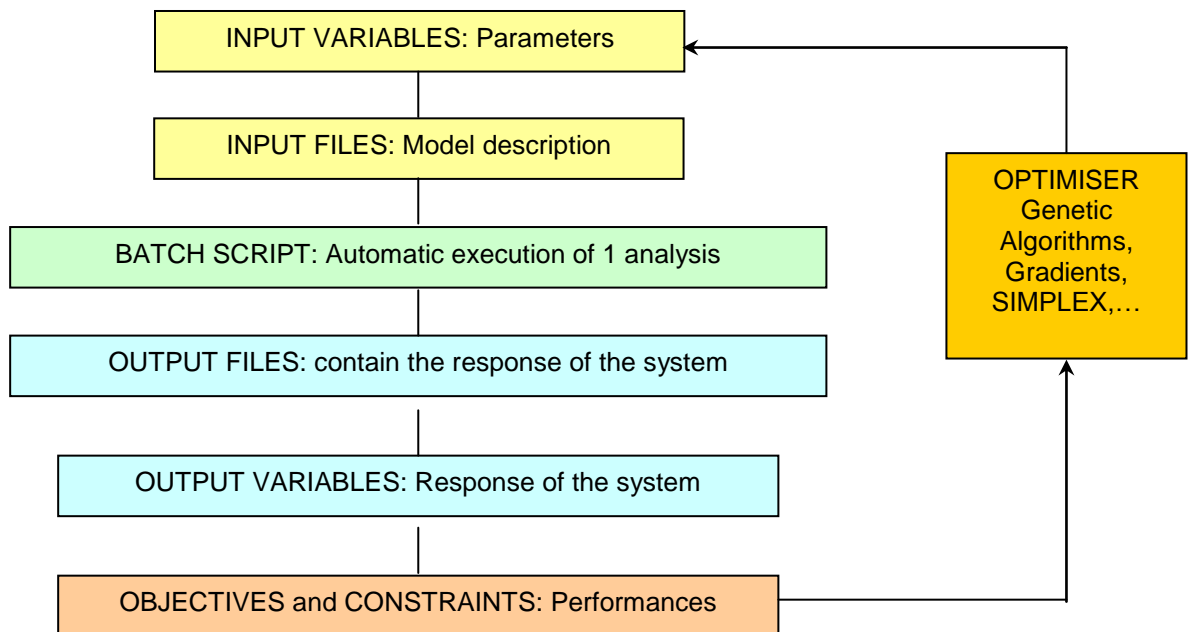 INPUT VARIABLES: Parameters
INPUT FILES: Model description
BATCH SCRIPT: Automatic execution of 1 analysis
OUTPUT FILES: contain the response of the system
OUTPUT VARIABLES: Response of the system
OBJECTIVES and CONSTRAINTS: Performances
OPTIMISER
Genetic
Algorithms,
Gradients,
SIMPLEX,…